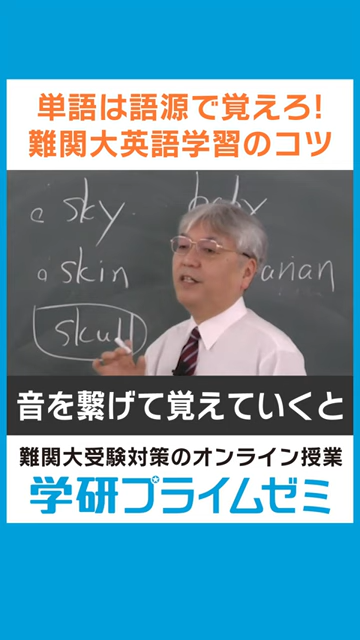 単語は語源で覚えろ!
難関大英語学習のコツ
sky
baby
skin
skull
音を繋げて覚えていくと
難関大受験対策のオンライン授業
学研プライムゼミ